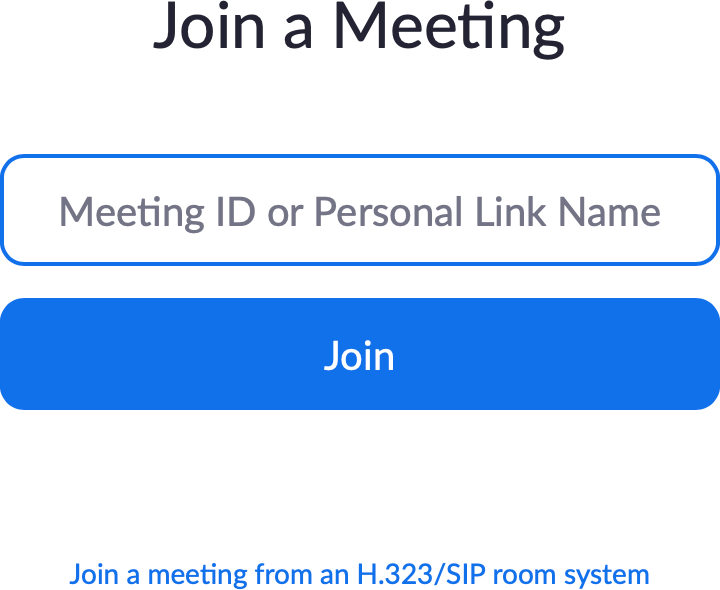 Join a Meeting
Meeting ID or Personal Link Name
Join
Join a meeting from an H.323/SIP room system